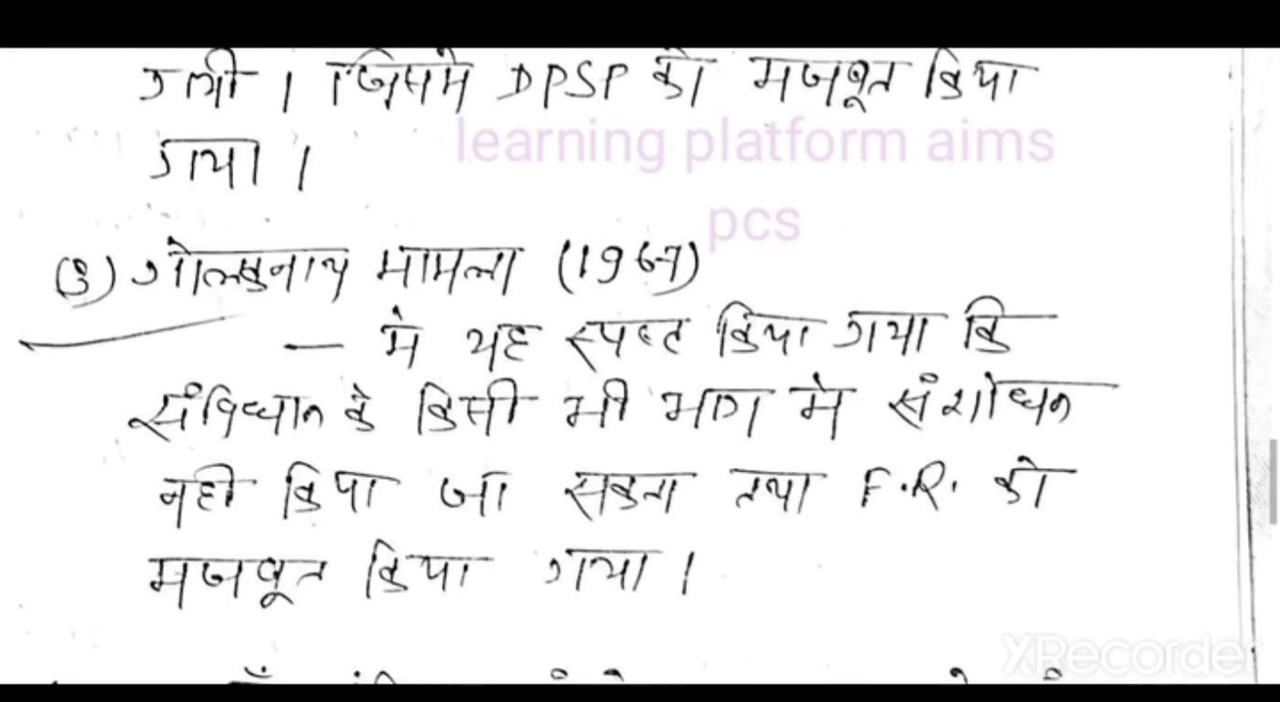 गयी । जिसमे DPSP को मजबूत किया
गया ।
learning platform aims
pcs
(3) गोलकनाथ मामला (1967)
— मे यह स्पष्ट किया गया कि
संविधान के किसी भी भाग मे संशोधन
नही किया जा सकता तथा F.R. को
मजबूत किया गया ।
XRecorder